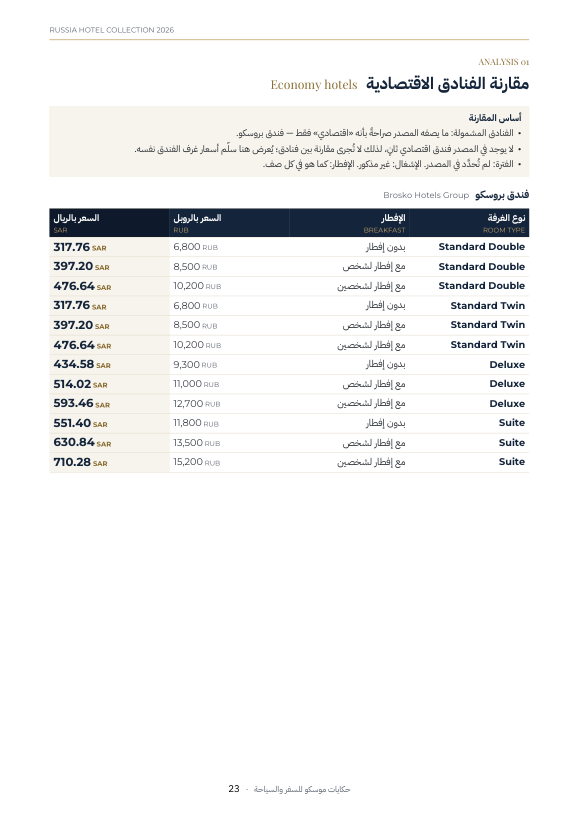 RUSSIA HOTEL COLLECTION 2026
ANALYSIS 01
مقارنة الفنادق الاقتصادية Economy hotels
أساس المقارنة
• الفنادق المشمولة: ما يصفه المصدر صراحةً بأنه «اقتصادي» فقط — فندق بروسكو.
• لا يوجد في المصدر فندق اقتصادي ثانٍ، لذلك لا تُجرى مقارنة بين فنادق؛ يُعرض هنا سلّم أسعار غرف الفندق نفسه.
• الفترة: لم تُحدَّد في المصدر. الإشغال: غير مذكور. الإفطار: كما هو في كل صف.
فندق بروسكو Brosko Hotels Group
نوع الغرفة الإفطار السعر بالروبل السعر بالريال
ROOM TYPE BREAKFAST RUB SAR
Standard Double بدون إفطار 6,800 RUB 317.76 SAR
Standard Double مع إفطار لشخص 8,500 RUB 397.20 SAR
Standard Double مع إفطار لشخصين 10,200 RUB 476.64 SAR
Standard Twin بدون إفطار 6,800 RUB 317.76 SAR
Standard Twin مع إفطار لشخص 8,500 RUB 397.20 SAR
Standard Twin مع إفطار لشخصين 10,200 RUB 476.64 SAR
Deluxe بدون إفطار 9,300 RUB 434.58 SAR
Deluxe مع إفطار لشخص 11,000 RUB 514.02 SAR
Deluxe مع إفطار لشخصين 12,700 RUB 593.46 SAR
Suite بدون إفطار 11,800 RUB 551.40 SAR
Suite مع إفطار لشخص 13,500 RUB 630.84 SAR
Suite مع إفطار لشخصين 15,200 RUB 710.28 SAR
حكايات موسكو للسفر والسياحة · 23